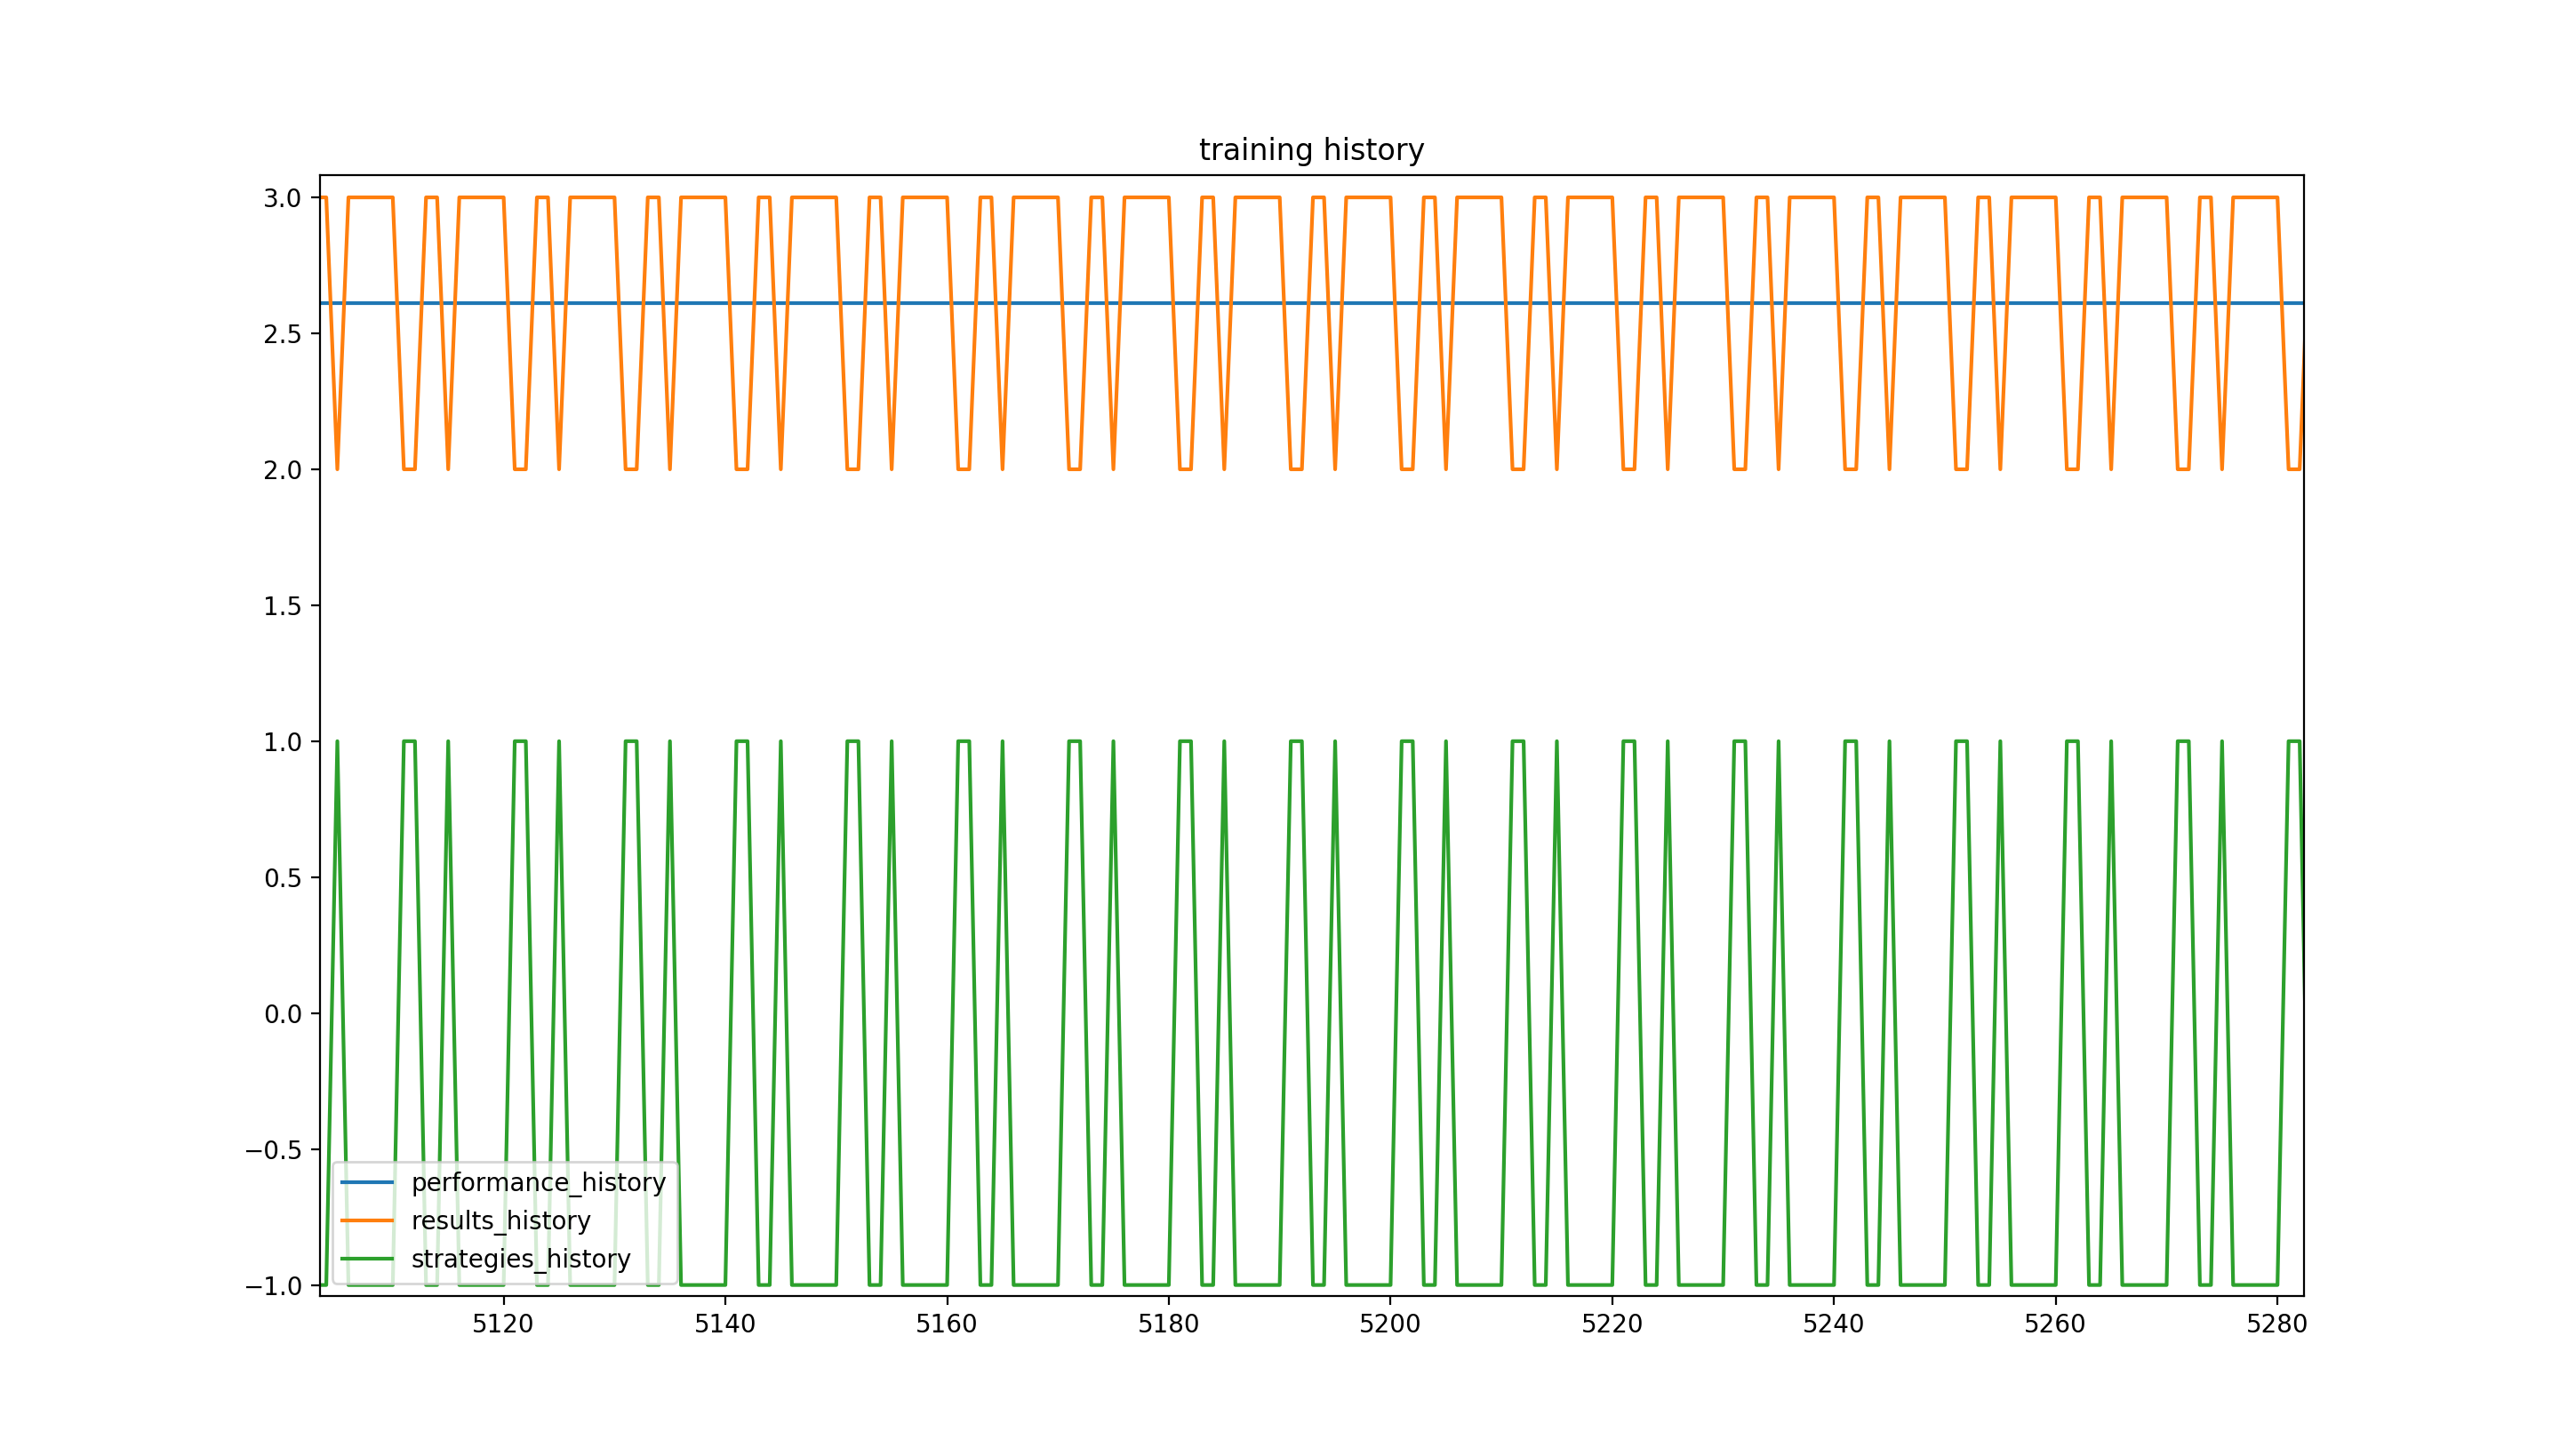 training history
3.0
2.5
2.0
1.5
1.0
0.5
0.0
−0.5
−1.0
performance_history
results_history
strategies_history
5120 5140 5160 5180 5200 5220 5240 5260 5280